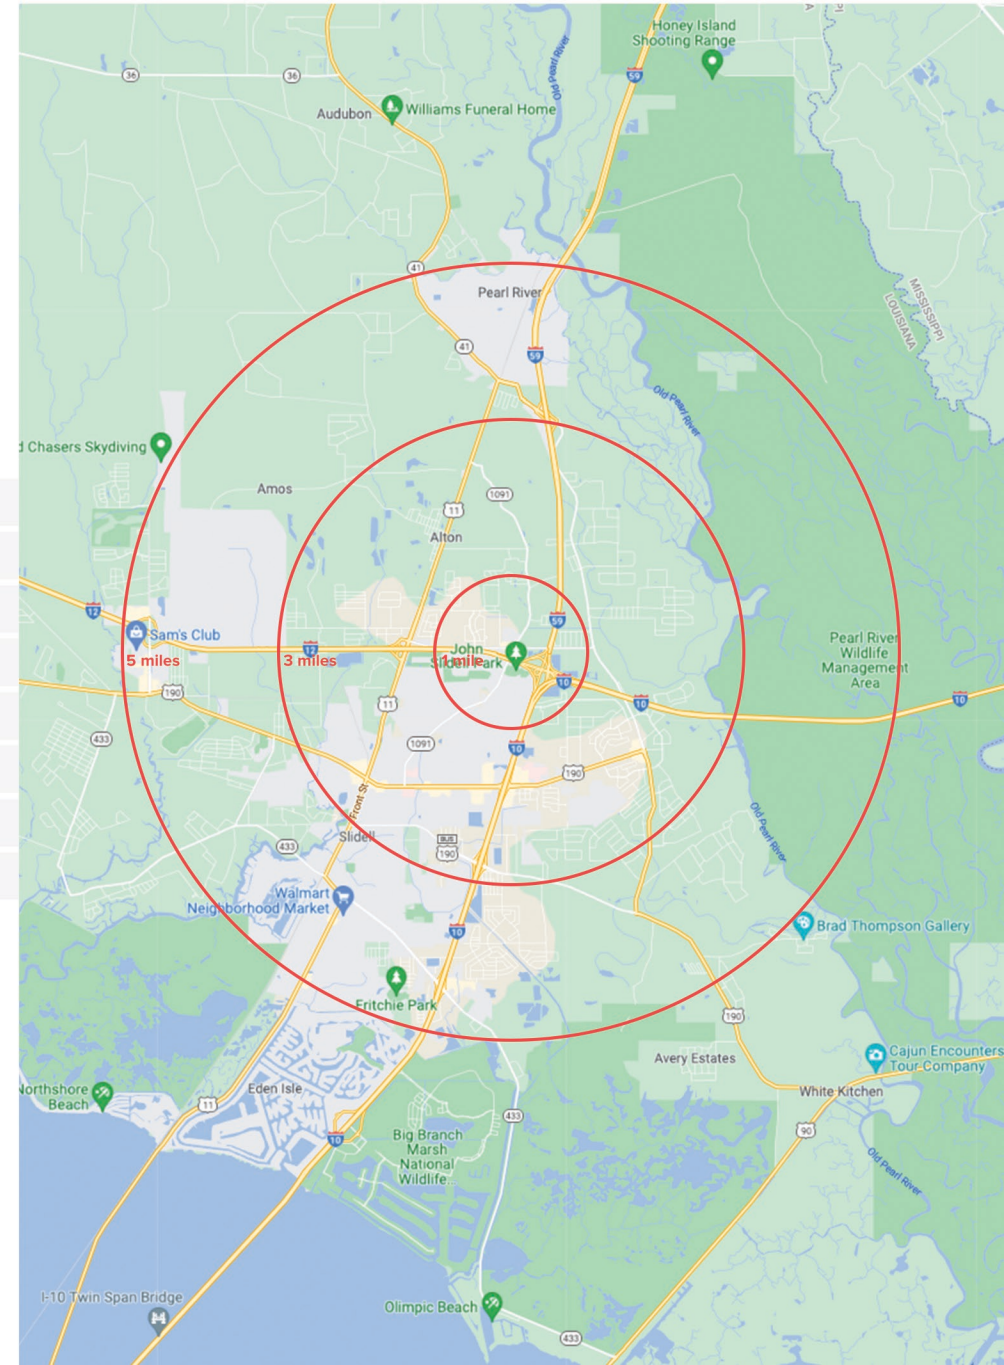 Honey Island
Shooting Range
Old Pearl River
59
36
36
Audubon
Williams Funeral Home
41
MISSISSIPPI
LOUISIANA
Pearl River
41
59
Old Pearl River
d Chasers Skydiving
Amos
1091
11
Alton
12
59
Sam's Club
12
John
Slidell Park
5 miles
3 miles
1 mile
Pearl River
Wildlife
Management
Area
10
190
10
10
11
433
1091
10
190
Front St
Old Pearl River
Slidell
BUS
190
433
Walmart
Neighborhood Market
10
Brad Thompson Gallery
Fritchie Park
190
Avery Estates
Cajun Encounters
Tour Company
Eden Isle
White Kitchen
Northshore
Beach
11
433
90
10
Big Branch
Marsh
National
Wildlife...
Old Pearl River
I-10 Twin Span Bridge
Olimpic Beach
433